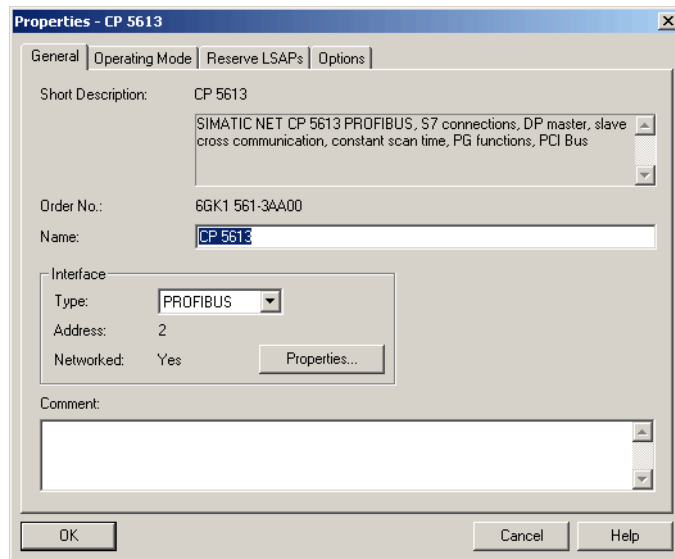 Properties - CP 5613
General
Operating Mode
Reserve LSAPs
Options
Short Description:
CP 5613
SIMATIC NET CP 5613 PROFIBUS, S7 connections, DP master, slave
cross communication, constant scan time, PG functions, PCI Bus
Order No.:
6GK1 561-3AA00
Name:
CP 5613
Interface
Type:
PROFIBUS
Address:
2
Networked:
Yes
Properties...
Comment:
OK
Cancel
Help